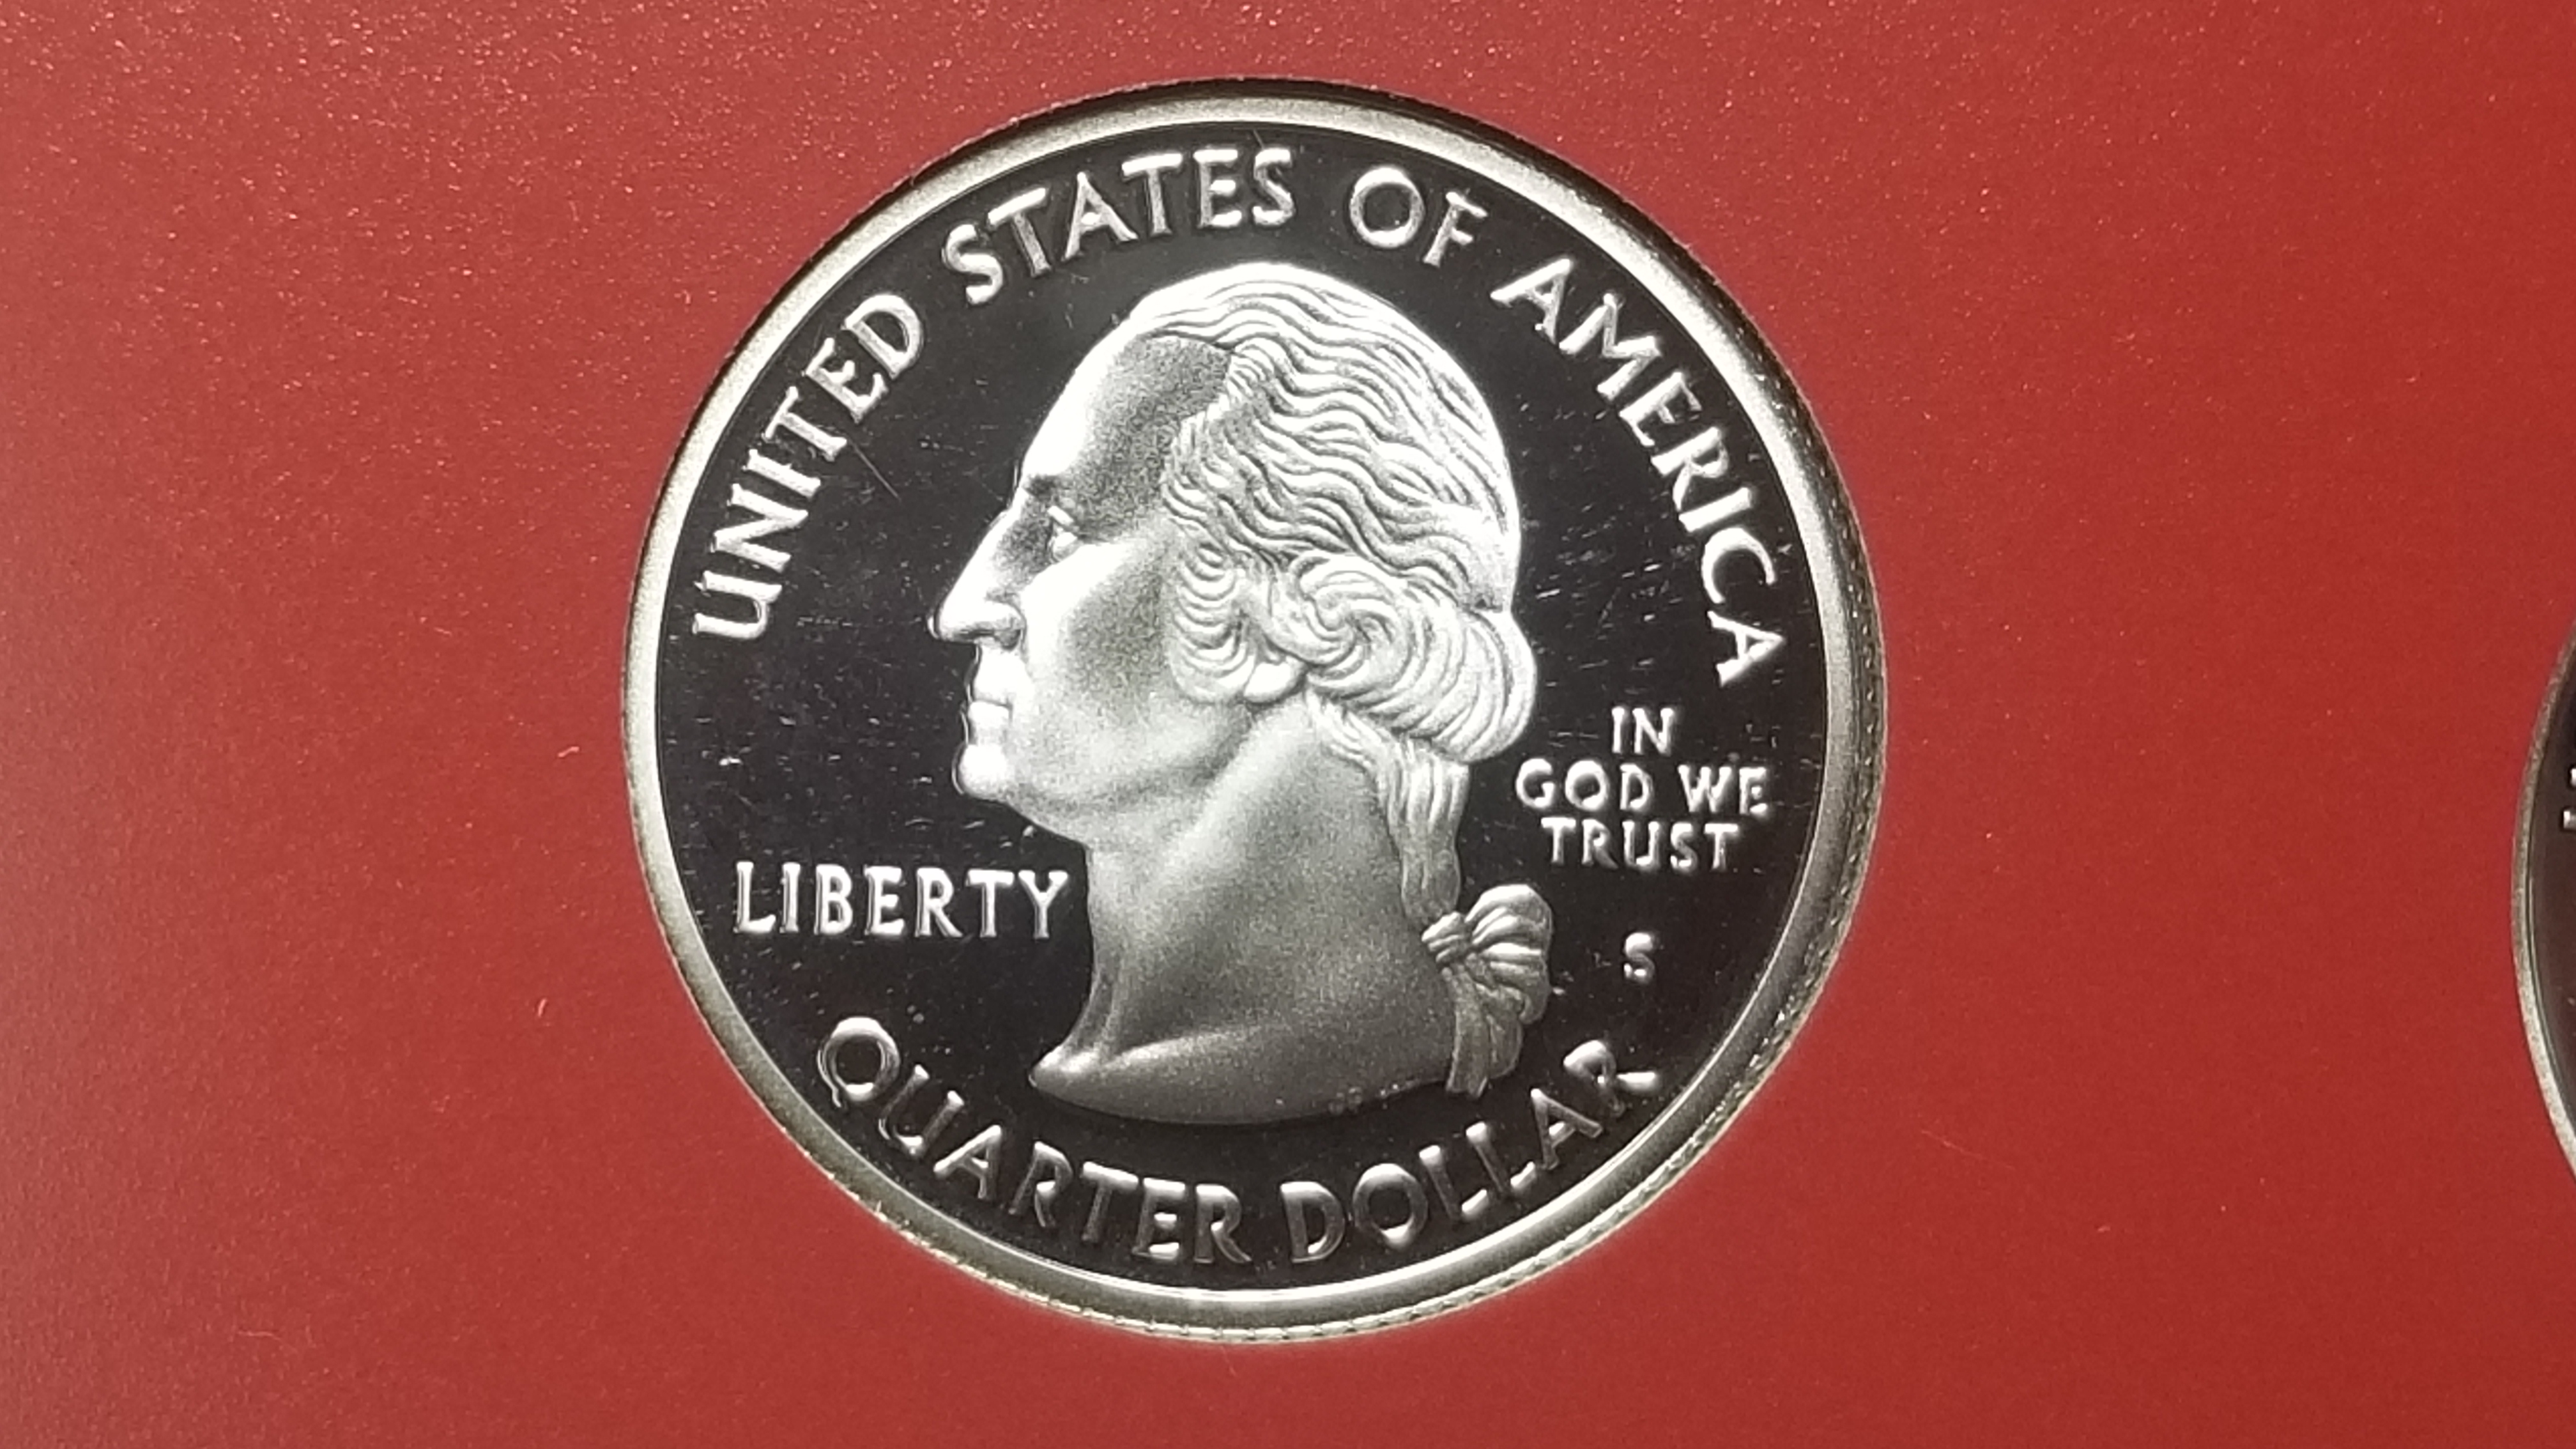 UNITED STATES OF AMERICA
LIBERTY
IN
GOD WE
TRUST
S
QUARTER DOLLAR